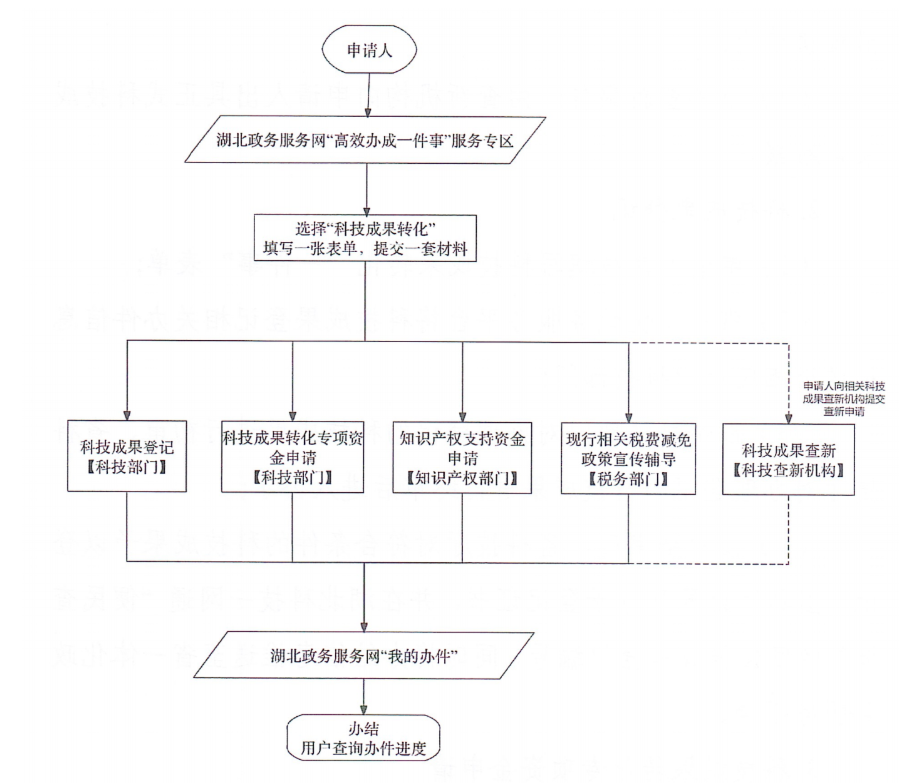 申请人
湖北政务服务网“高效办成一件事”服务专区
选择“科技成果转化”
填写一张表单，提交一套材料
申请人向相关科技
成果查新机构提交
查新申请
科技成果登记
【科技部门】
科技成果转化专项资
金申请
【科技部门】
知识产权支持资金
申请
【知识产权部门】
现行相关税费减免
政策宣传辅导
【税务部门】
科技成果查新
【科技查新机构】
湖北政务服务网“我的办件”
办结
用户查询办件进度